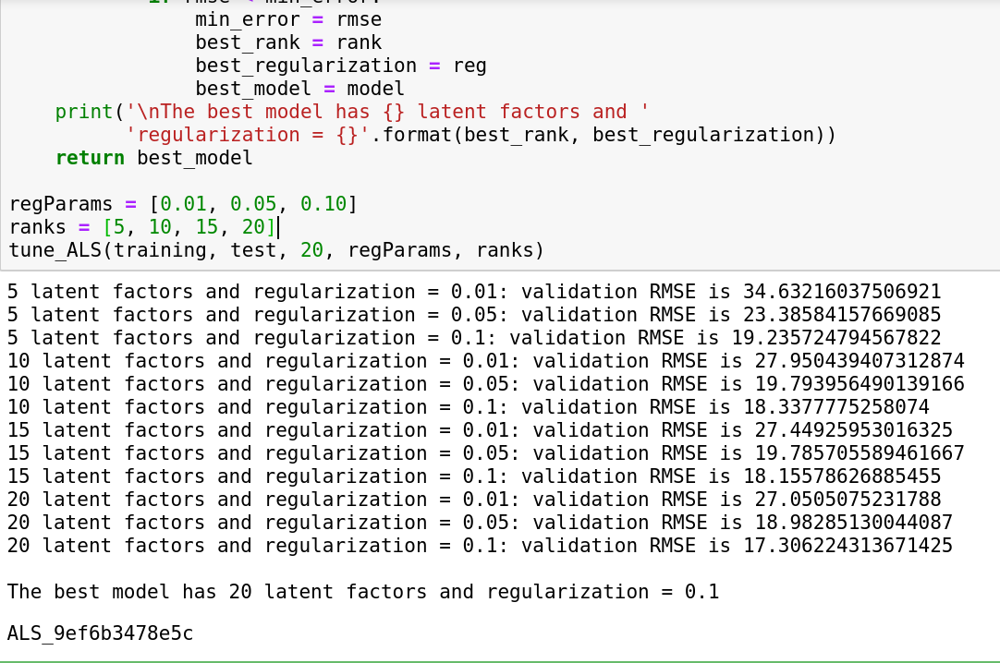 if rmse < min_error:
min_error = rmse
best_rank = rank
best_regularization = reg
best_model = model
print('\nThe best model has {} latent factors and '
'regularization = {}'.format(best_rank, best_regularization))
return best_model
regParams = [0.01, 0.05, 0.10]
ranks = [5, 10, 15, 20]
tune_ALS(training, test, 20, regParams, ranks)
5 latent factors and regularization = 0.01: validation RMSE is 34.63216037506921
5 latent factors and regularization = 0.05: validation RMSE is 23.38584157669085
5 latent factors and regularization = 0.1: validation RMSE is 19.235724794567822
10 latent factors and regularization = 0.01: validation RMSE is 27.950439407312874
10 latent factors and regularization = 0.05: validation RMSE is 19.793956490139166
10 latent factors and regularization = 0.1: validation RMSE is 18.3377775258074
15 latent factors and regularization = 0.01: validation RMSE is 27.44925953016325
15 latent factors and regularization = 0.05: validation RMSE is 19.785705589461667
15 latent factors and regularization = 0.1: validation RMSE is 18.15578626885455
20 latent factors and regularization = 0.01: validation RMSE is 27.0505075231788
20 latent factors and regularization = 0.05: validation RMSE is 18.98285130044087
20 latent factors and regularization = 0.1: validation RMSE is 17.306224313671425
The best model has 20 latent factors and regularization = 0.1
ALS_9ef6b3478e5c